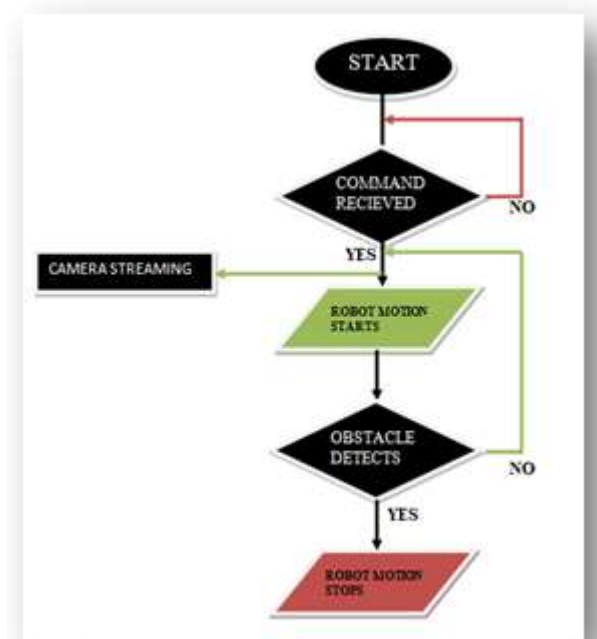 START
COMMAND
RECIEVED
NO
YES
CAMERA STREAMING
ROBOT MOTION
STARTS
OBSTACLE
DETECTS
NO
YES
ROBOT MOTION
STOPS